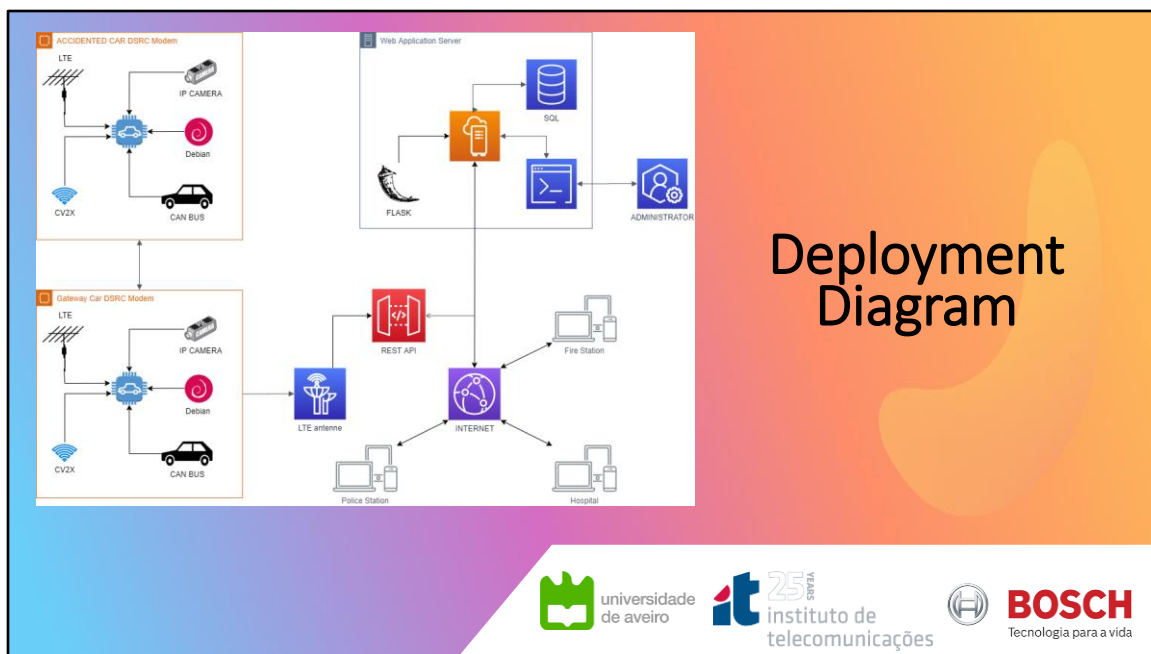 ACCIDENTED CAR DSRC Modem
LTE
IP CAMERA
Debian
CV2X
CAN BUS
Web Application Server
SQL
FLASK
ADMINISTRATOR
Gateway Car DSRC Modem
LTE
IP CAMERA
Debian
CV2X
CAN BUS
LTE antenne
REST API
INTERNET
Fire Station
Police Station
Hospital
Deployment
Diagram
universidade
de aveiro
it
25 YEARS
instituto de
telecomunicações
BOSCH
Tecnologia para a vida